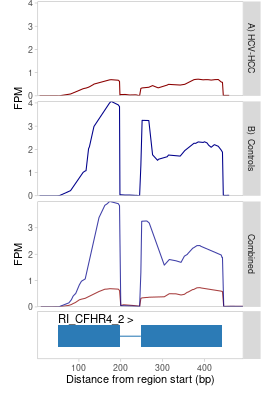 4
3
2
1
0
A) HCV-HCC
FPM
4
3
2
1
0
B): Controls
3
2
1
0
FPM
Combined
RI_CFHR4_2 >
100 200 300 400
Distance from region start (bp)